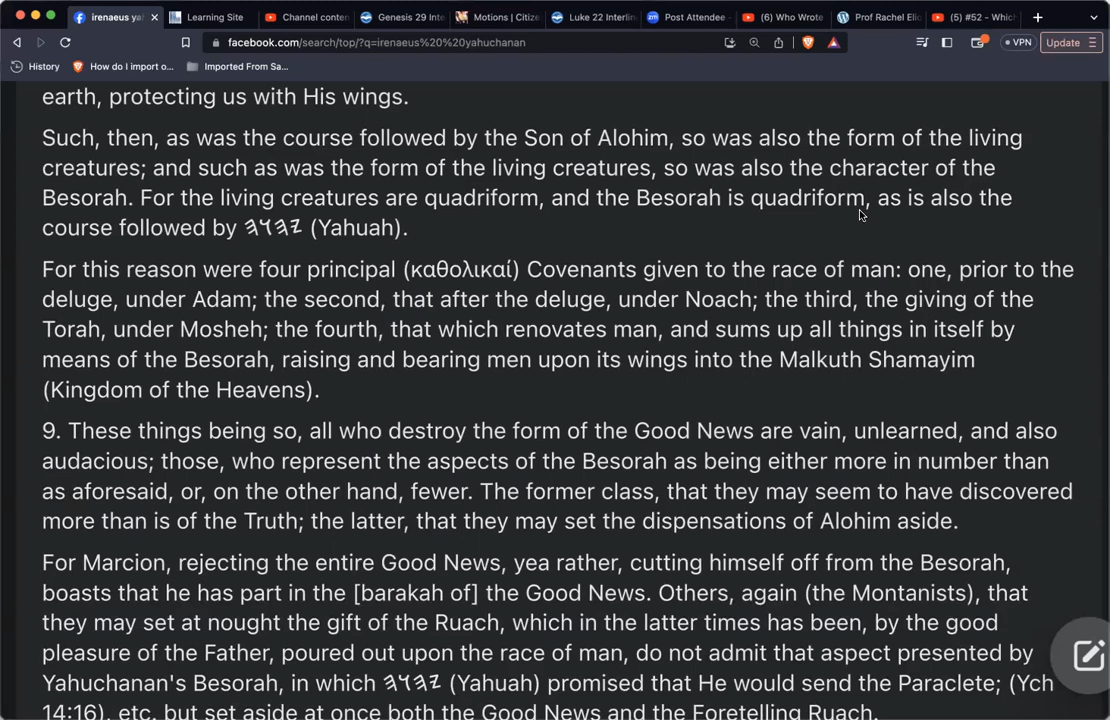 irenaeus ya
Learning Site
Channel conten
Genesis 29 Inte
Motions | Citize
Luke 22 Interlin
Post Attendee -
(6) Who Wrote
Prof Rachel Elio
(5) #52 - Which
facebook.com/search/top/?q=irenaeus%20%20yahuchanan
VPN
Update
History
How do I import o...
Imported From Sa...
earth, protecting us with His wings.
Such, then, as was the course followed by the Son of Alohim, so was also the form of the living
creatures; and such as was the form of the living creatures, so was also the character of the
Besorah. For the living creatures are quadriform, and the Besorah is quadriform, as is also the
course followed by 𐤉𐤄𐤅𐤄 (Yahuah).
For this reason were four principal (καθολικαί) Covenants given to the race of man: one, prior to the
deluge, under Adam; the second, that after the deluge, under Noach; the third, the giving of the
Torah, under Mosheh; the fourth, that which renovates man, and sums up all things in itself by
means of the Besorah, raising and bearing men upon its wings into the Malkuth Shamayim
(Kingdom of the Heavens).
9. These things being so, all who destroy the form of the Good News are vain, unlearned, and also
audacious; those, who represent the aspects of the Besorah as being either more in number than
as aforesaid, or, on the other hand, fewer. The former class, that they may seem to have discovered
more than is of the Truth; the latter, that they may set the dispensations of Alohim aside.
For Marcion, rejecting the entire Good News, yea rather, cutting himself off from the Besorah,
boasts that he has part in the [barakah of] the Good News. Others, again (the Montanists), that
they may set at nought the gift of the Ruach, which in the latter times has been, by the good
pleasure of the Father, poured out upon the race of man, do not admit that aspect presented by
Yahuchanan's Besorah, in which 𐤉𐤄𐤅𐤄 (Yahuah) promised that He would send the Paraclete; (Ych
14:16), etc. but set aside at once both the Good News and the Foretelling Ruach.